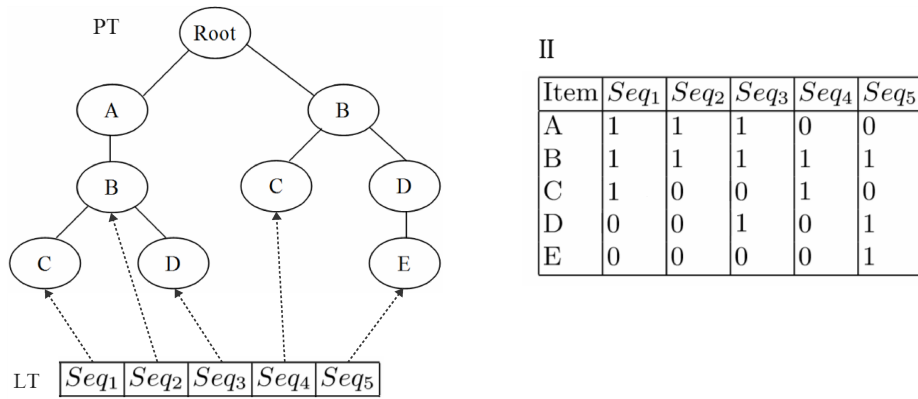 PT
Root
A
B
B
C
D
C
D
E
LT Seq1 Seq2 Seq3 Seq4 Seq5
II
Item Seq1 Seq2 Seq3 Seq4 Seq5
A 1 1 1 0 0
B 1 1 1 1 1
C 1 0 0 1 0
D 0 0 1 0 1
E 0 0 0 0 1